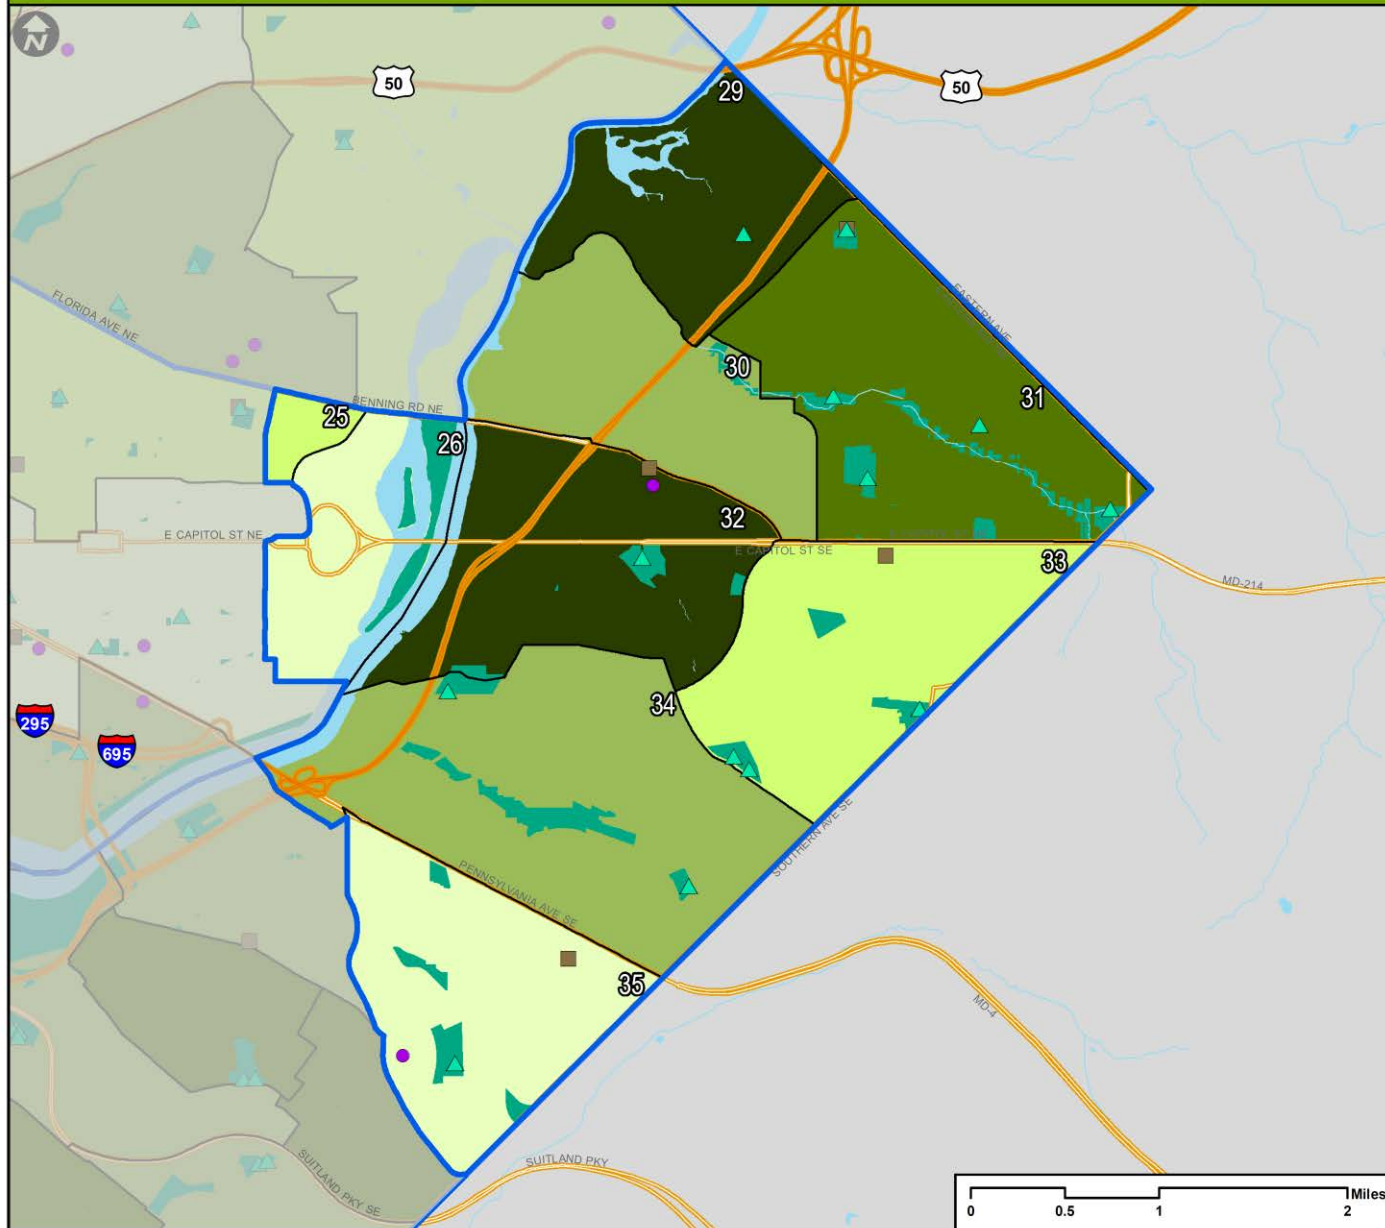 N
50
50
29
FLORIDA AVE NE
EASTERN AVE
30
31
BENNING RD NE
25
26
32
E CAPITOL ST NE
E CAPITOL ST SE
33
MD-214
34
295
695
SOUTHERN AVE SE
PENNSYLVANIA AVE SE
35
MD-4
SUITLAND PKY SE
SUITLAND PKY
Miles
0 0.5 1 2